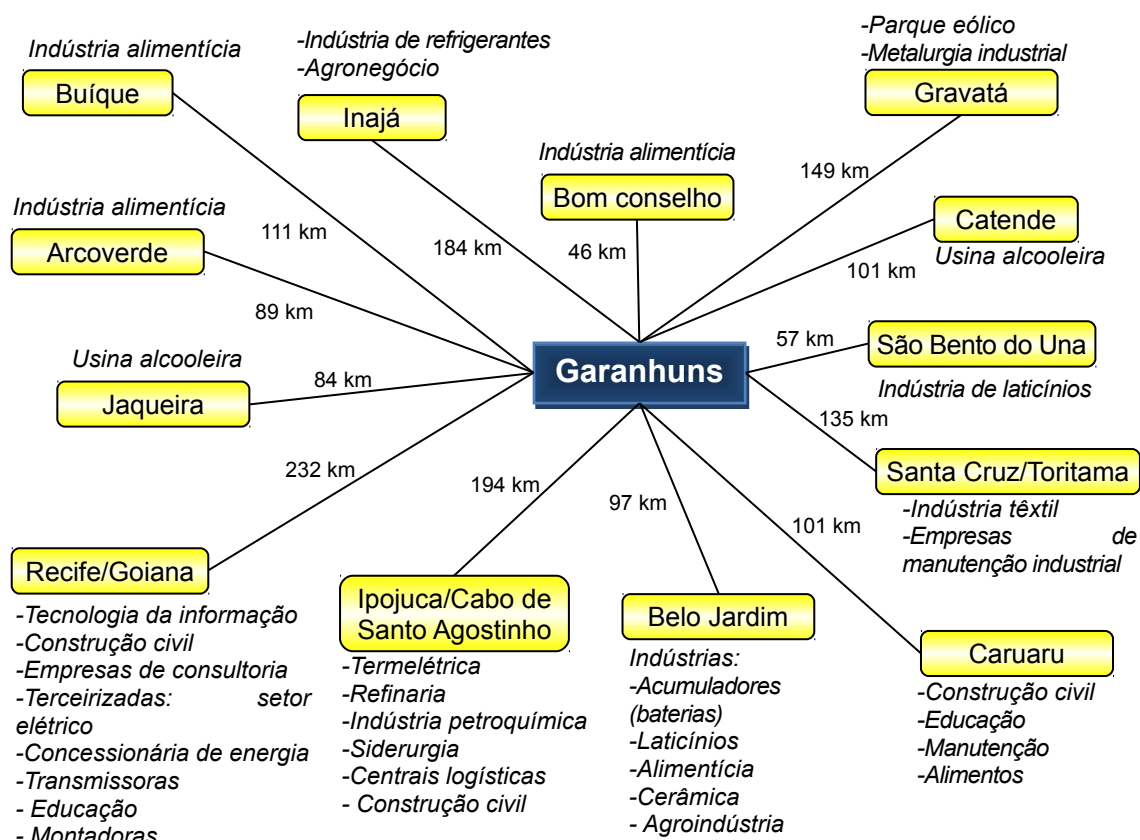 Indústria alimentícia
Buíque
-Indústria de refrigerantes
-Agronegócio
Inajá
-Parque eólico
-Metalurgia industrial
Gravatá
Indústria alimentícia
Bom conselho
149 km
Indústria alimentícia
Arcoverde
111 km
184 km
46 km
Catende
Usina alcooleira
101 km
89 km
Garanhuns
57 km
São Bento do Una
Indústria de laticínios
Usina alcooleira
Jaqueira
84 km
135 km
Santa Cruz/Toritama
-Indústria têxtil
-Empresas de
manutenção industrial
232 km
194 km
97 km
101 km
Recife/Goiana
-Tecnologia da informação
-Construção civil
-Empresas de consultoria
-Terceirizadas: setor
elétrico
-Concessionária de energia
-Transmissoras
- Educação
- Montadoras
Ipojuca/Cabo de
Santo Agostinho
-Termelétrica
-Refinaria
-Indústria petroquímica
-Siderurgia
-Centrais logísticas
- Construção civil
Belo Jardim
Indústrias:
-Acumuladores
(baterias)
-Laticínios
-Alimentícia
-Cerâmica
- Agroindústria
Caruaru
-Construção civil
-Educação
-Manutenção
-Alimentos